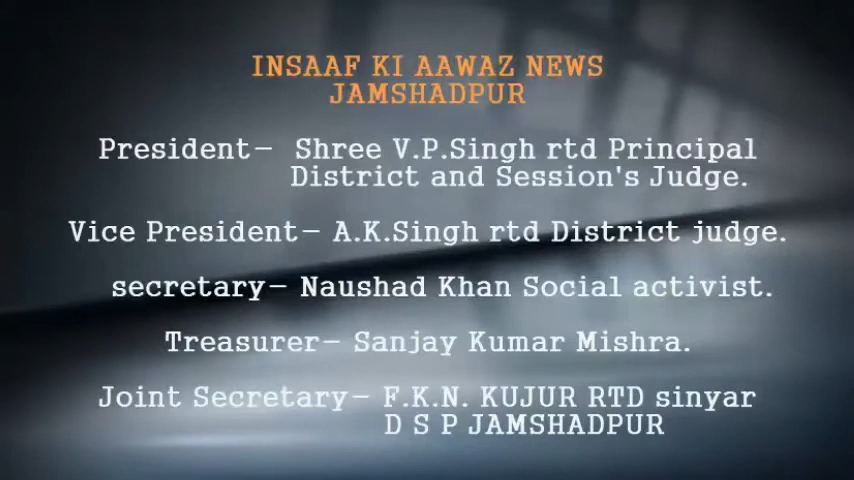 INSAAF KI AAWAZ NEWS
JAMSHADPUR
President- Shree V.P.Singh rtd Principal
District and Session's Judge.
Vice President- A.K.Singh rtd District judge.
secretary- Naushad Khan Social activist.
Treasurer- Sanjay Kumar Mishra.
Joint Secretary- F.K.N. KUJUR RTD sinyar
D S P JAMSHADPUR